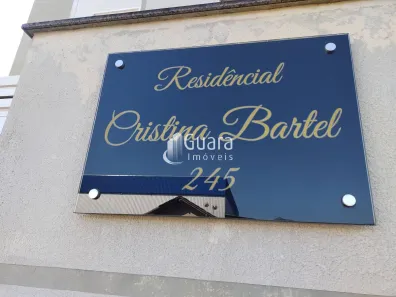 Residêncial
Cristina Bartel
Guará
Imóveis
245